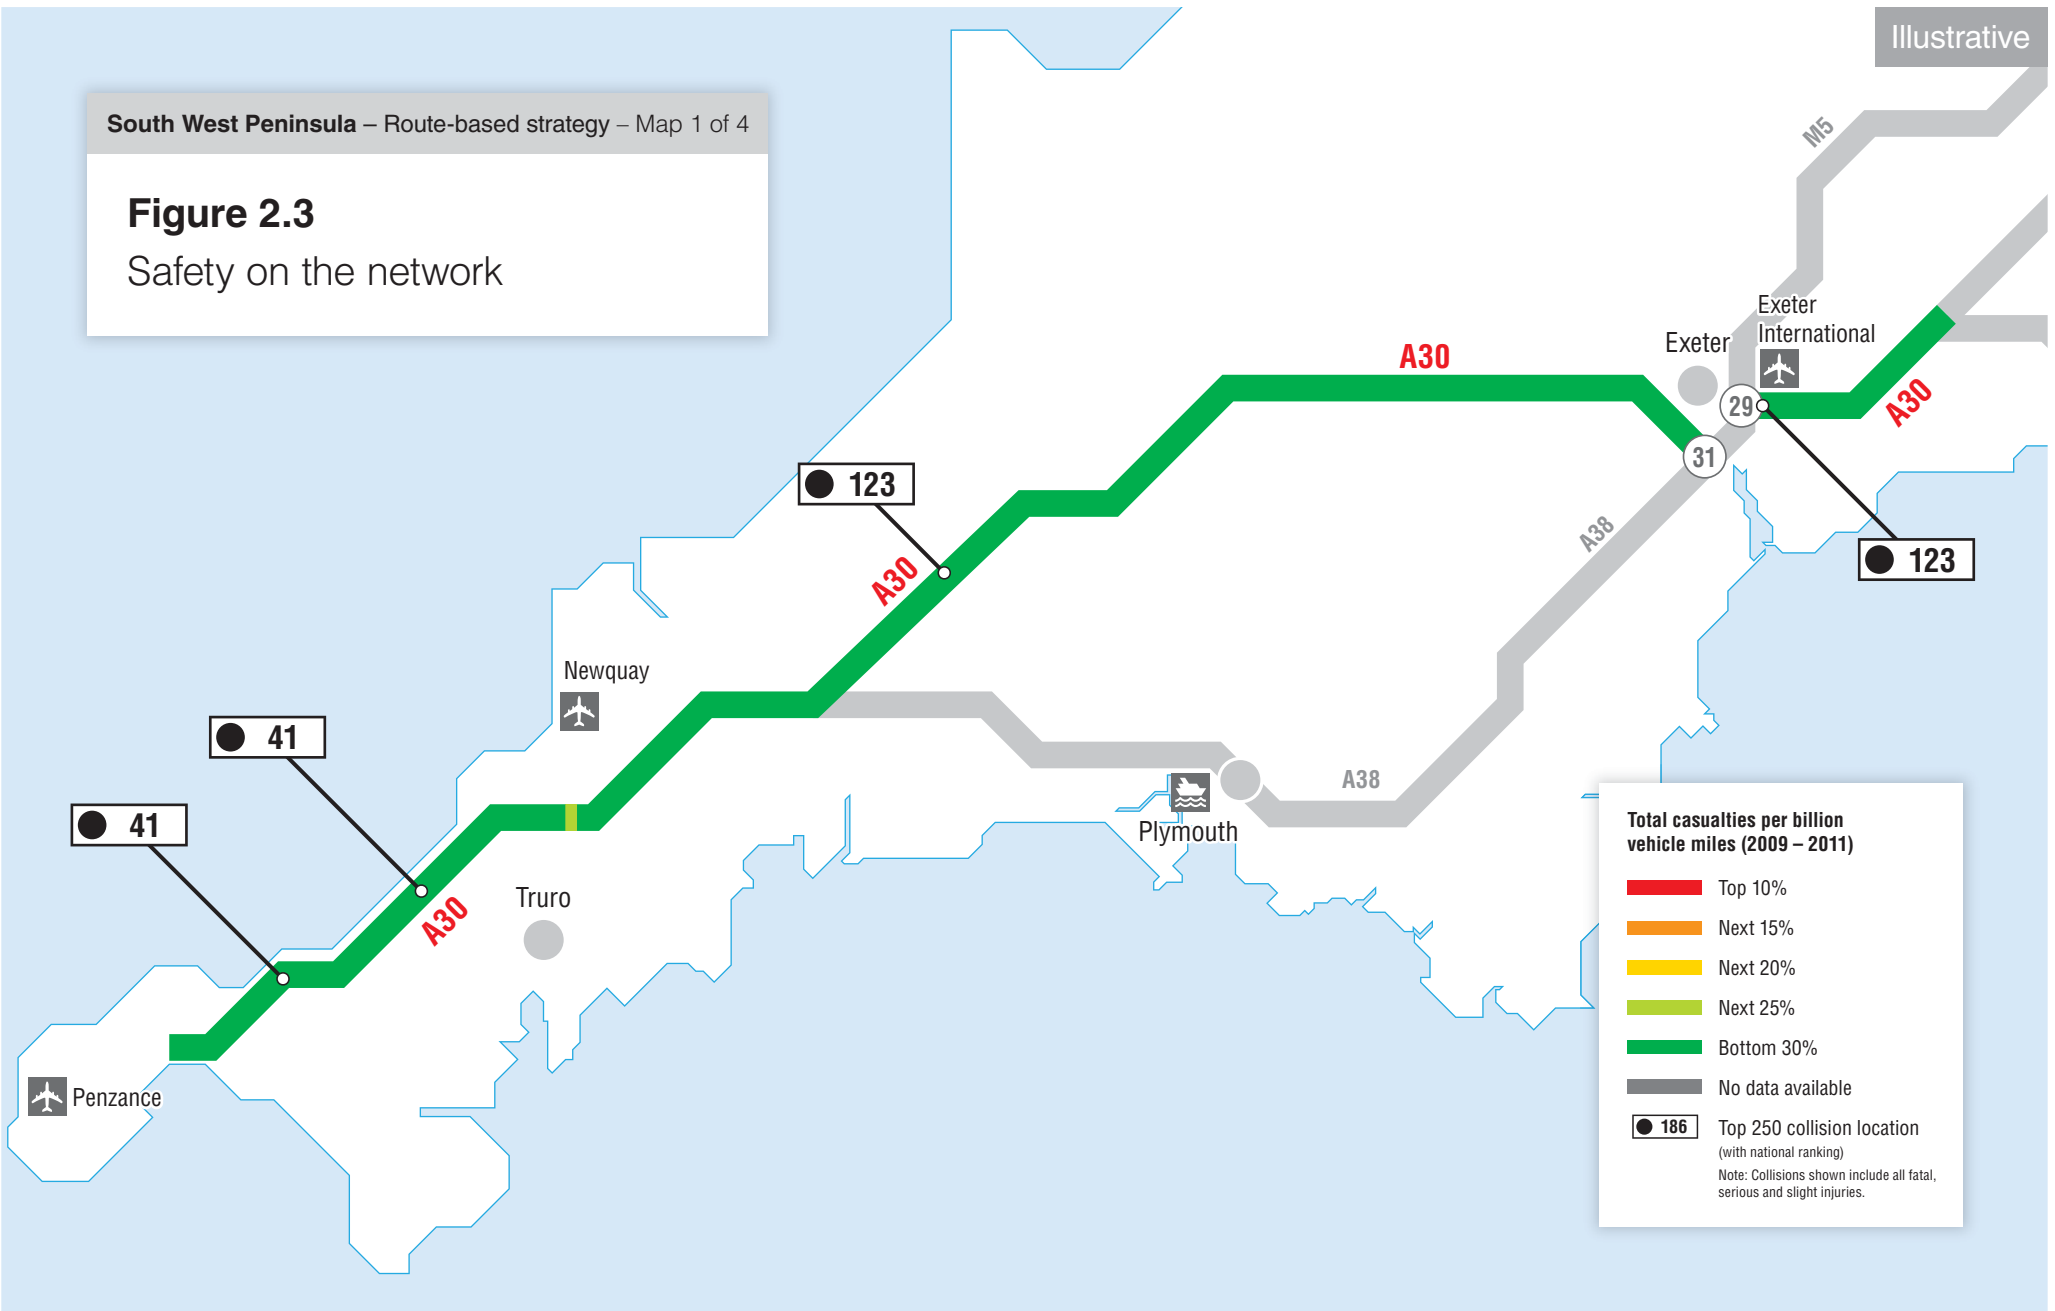 Illustrative
South West Peninsula – Route-based strategy – Map 1 of 4
Figure 2.3
Safety on the network
M5
Exeter
International
Exeter
A30
29
A30
31
123
A38
123
A30
Newquay
41
A38
41
Plymouth
Truro
A30
Penzance
Total casualties per billion
vehicle miles (2009 – 2011)
Top 10%
Next 15%
Next 20%
Next 25%
Bottom 30%
No data available
186 Top 250 collision location
(with national ranking)
Note: Collisions shown include all fatal,
serious and slight injuries.